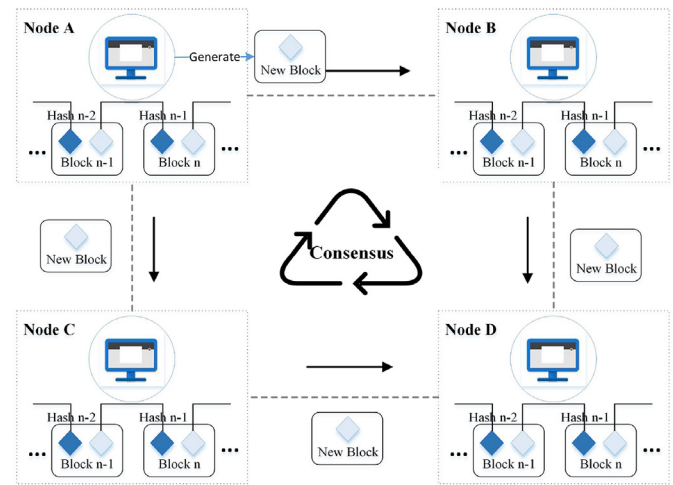 Node A
Generate
New Block
Node B
Hash n-2 Hash n-1
... Block n-1 Block n ...
Hash n-2 Hash n-1
... Block n-1 Block n ...
New Block
Consensus
New Block
Node C
Node D
Hash n-2 Hash n-1
... Block n-1 Block n ...
New Block
Hash n-2 Hash n-1
... Block n-1 Block n ...